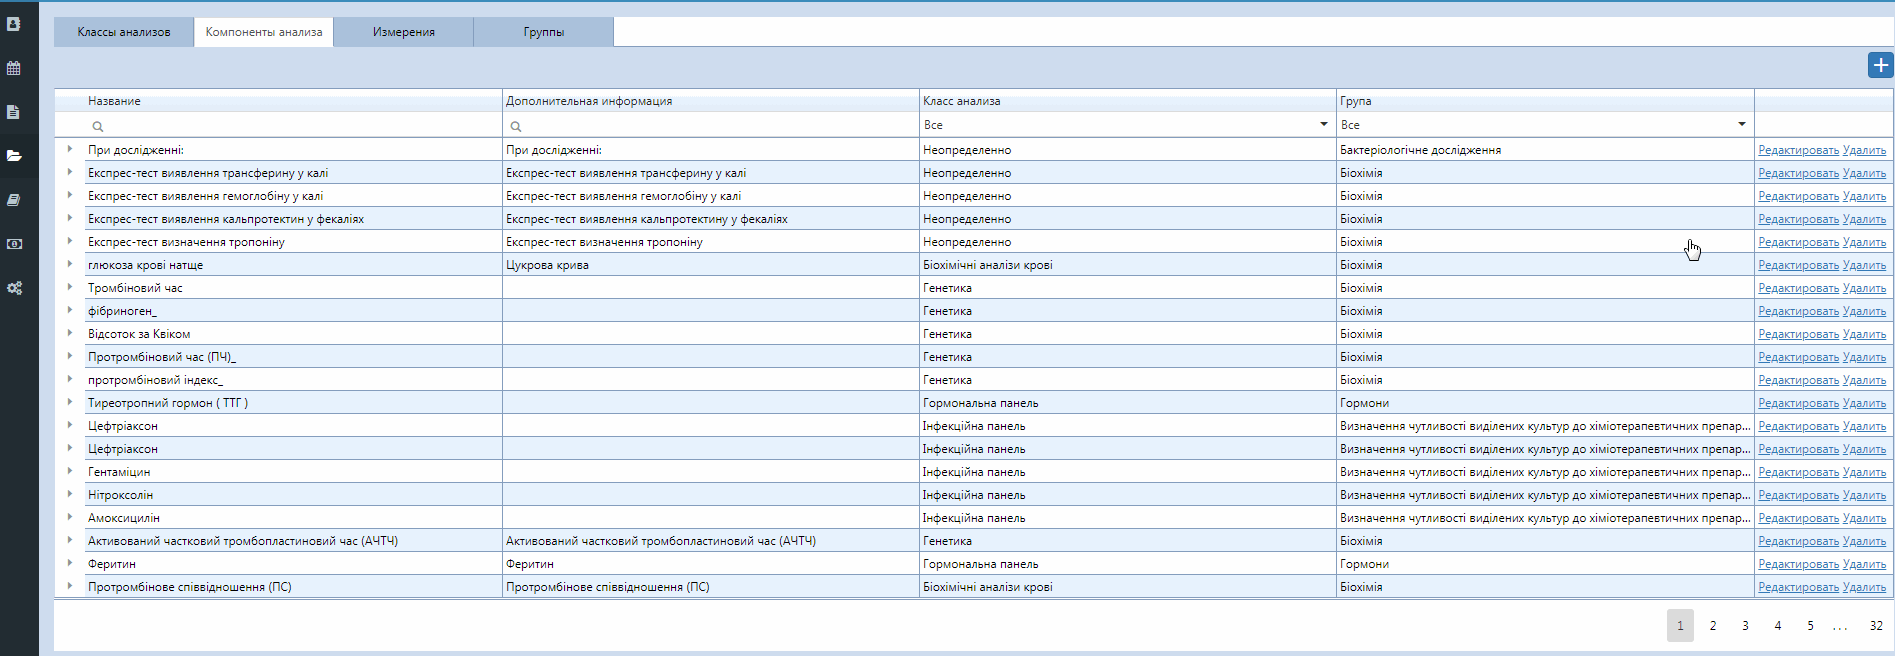 Классы анализов Компоненты анализа Измерения Группы
Название Дополнительная информация Класс анализа Група
Все Все
При дослідженні: При дослідженні: Неопределенно Бактеріологічне дослідження Редактировать Удалить
Експрес-тест виявлення трансферину у калі Експрес-тест виявлення трансферину у калі Неопределенно Біохімія Редактировать Удалить
Експрес-тест виявлення гемоглобіну у калі Експрес-тест виявлення гемоглобіну у калі Неопределенно Біохімія Редактировать Удалить
Експрес-тест виявлення кальпротектин у фекаліях Експрес-тест виявлення кальпротектину у фекаліях Неопределенно Біохімія Редактировать Удалить
Експрес-тест визначення тропоніну Експрес-тест визначення тропоніну Неопределенно Біохімія Редактировать Удалить
глюкоза крові натще Цукрова крива Біохімічні аналізи крові Біохімія Редактировать Удалить
Тромбіновий час Генетика Біохімія Редактировать Удалить
фібриноген_ Генетика Біохімія Редактировать Удалить
Відсоток за Квіком Генетика Біохімія Редактировать Удалить
Протромбіновий час (ПЧ)_ Генетика Біохімія Редактировать Удалить
протромбіновий індекс_ Генетика Біохімія Редактировать Удалить
Тиреотропний гормон ( ТТГ ) Гормональна панель Гормони Редактировать Удалить
Цефтріаксон Інфекційна панель Визначення чутливості виділених культур до хіміотерапевтичних препар... Редактировать Удалить
Цефтріаксон Інфекційна панель Визначення чутливості виділених культур до хіміотерапевтичних препар... Редактировать Удалить
Гентаміцин Інфекційна панель Визначення чутливості виділених культур до хіміотерапевтичних препар... Редактировать Удалить
Нітроксолін Інфекційна панель Визначення чутливості виділених культур до хіміотерапевтичних препар... Редактировать Удалить
Амоксицилін Інфекційна панель Визначення чутливості виділених культур до хіміотерапевтичних препар... Редактировать Удалить
Активований частковий тромбопластиновий час (АЧТЧ) Активований частковий тромбопластиновий час (АЧТЧ) Генетика Біохімія Редактировать Удалить
Феритин Феритин Гормональна панель Гормони Редактировать Удалить
Протромбінове співвідношення (ПС) Протромбінове співвідношення (ПС) Біохімічні аналізи крові Біохімія Редактировать Удалить
1 2 3 4 5 ... 32